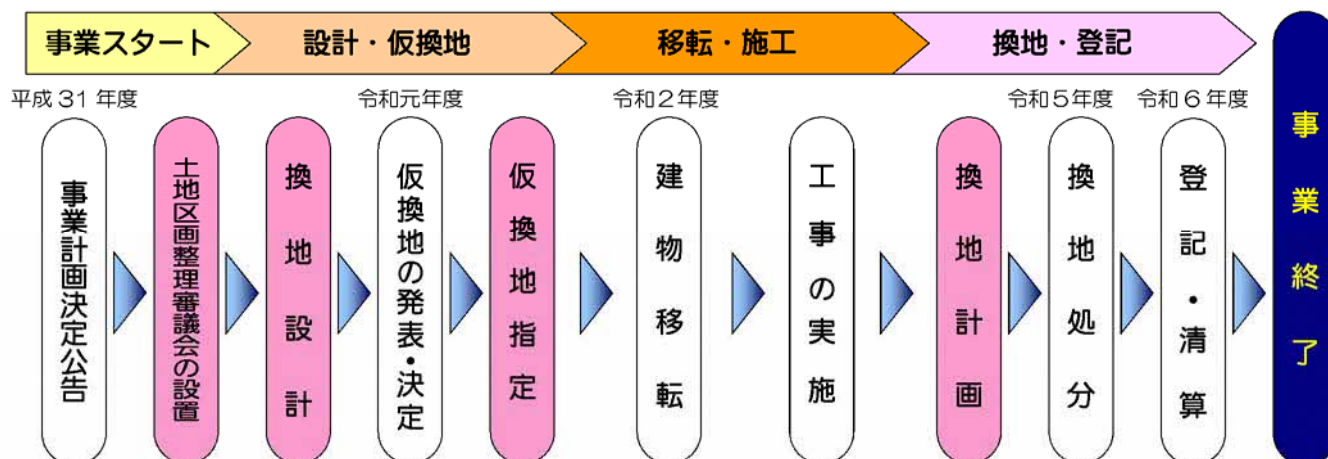 事業スタート
設計・仮換地
移転・施工
換地・登記
平成31年度
令和元年度
令和2年度
令和5年度
令和6年度
事業計画決定公告
土地区画整理審議会の設置
換地設計
仮換地の発表・決定
仮換地指定
建物移転
工事の実施
換地計画
換地処分
登記・清算
事業終了